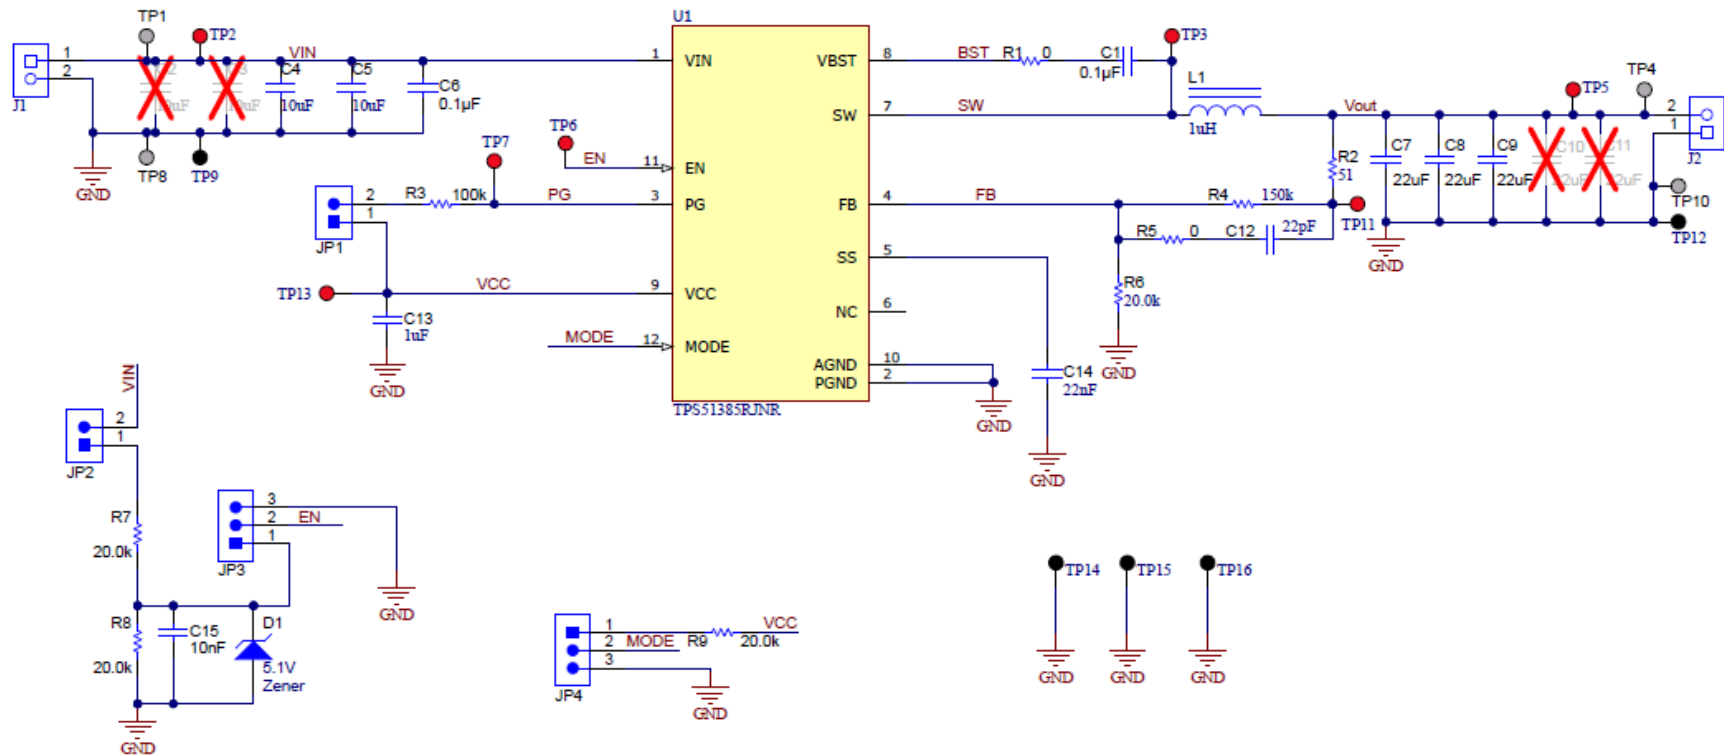 U1
TP1
TP2
TP3
J1
1
2
VIN
C4
10uF
C5
10uF
C6
0.1µF
TP8
TP9
GND
1
VIN
VBST
8
BST
R1
0
C1
0.1µF
SW
7
SW
L1
1uH
Vout
TP5
TP4
2
1
J2
R2
51
C7
22uF
C8
22uF
C9
22uF
C10
22uF
C11
22uF
TP10
TP12
GND
TP6
EN
11
EN
TP7
JP1
2
1
R3
100k
PG
3
PG
FB
4
FB
R4
150k
TP11
R5
0
C12
22pF
R6
20.0k
GND
SS
5
C14
22nF
GND
NC
6
TP13
VCC
9
VCC
C13
1uF
GND
MODE
12
MODE
AGND
10
PGND
2
GND
TPS51385RJNR
VIN
JP2
2
1
R7
20.0k
JP3
3
2
EN
1
GND
R8
20.0k
C15
10nF
D1
5.1V
Zener
GND
JP4
1
2
MODE
3
R9
20.0k
VCC
GND
TP14
GND
TP15
GND
TP16
GND